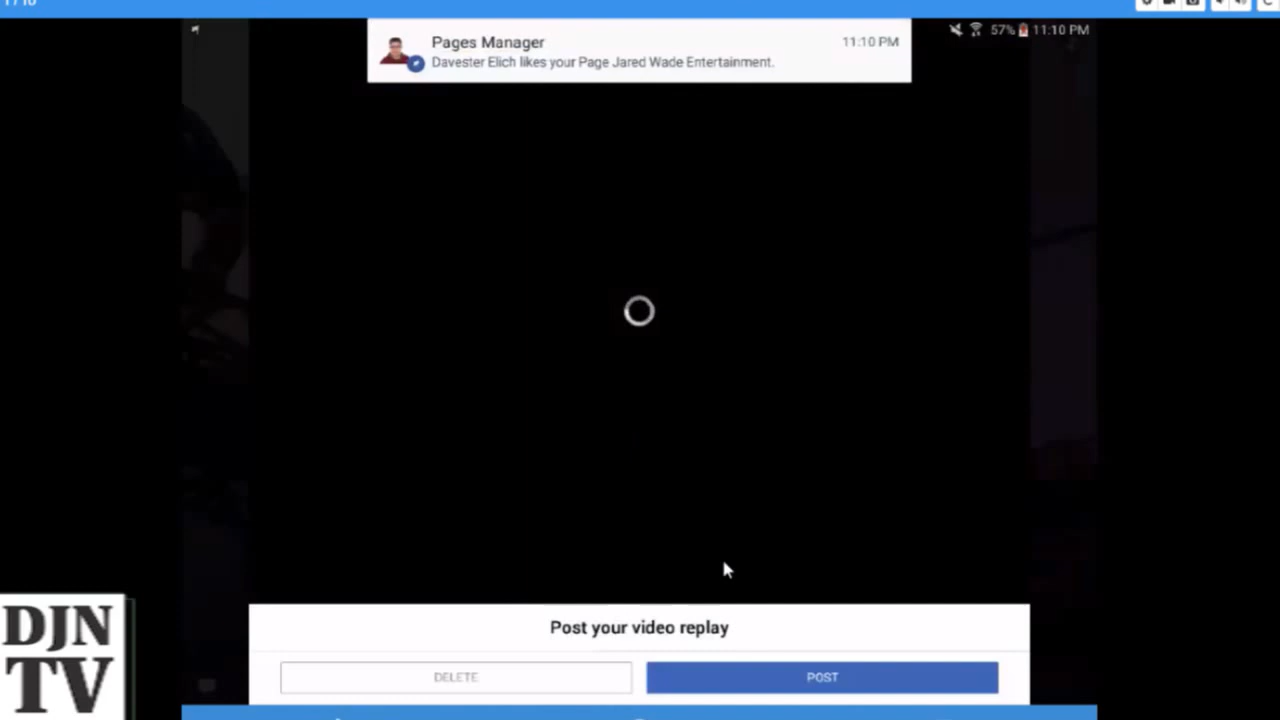 Pages Manager
11:10 PM
Davester Elich likes your Page Jared Wade Entertainment.
57% 11:10 PM
Post your video replay
DELETE
POST
DJN
TV